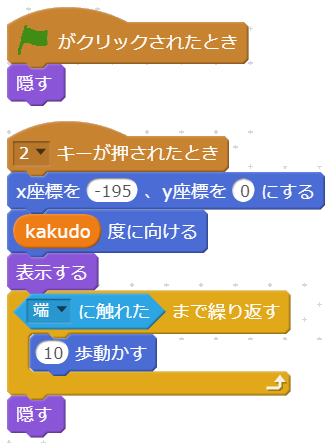 がクリックされたとき
隠す
2 キーが押されたとき
x座標を -195 、y座標を 0 にする
kakudo 度に向ける
表示する
端 に触れた まで繰り返す
10 歩動かす
隠す